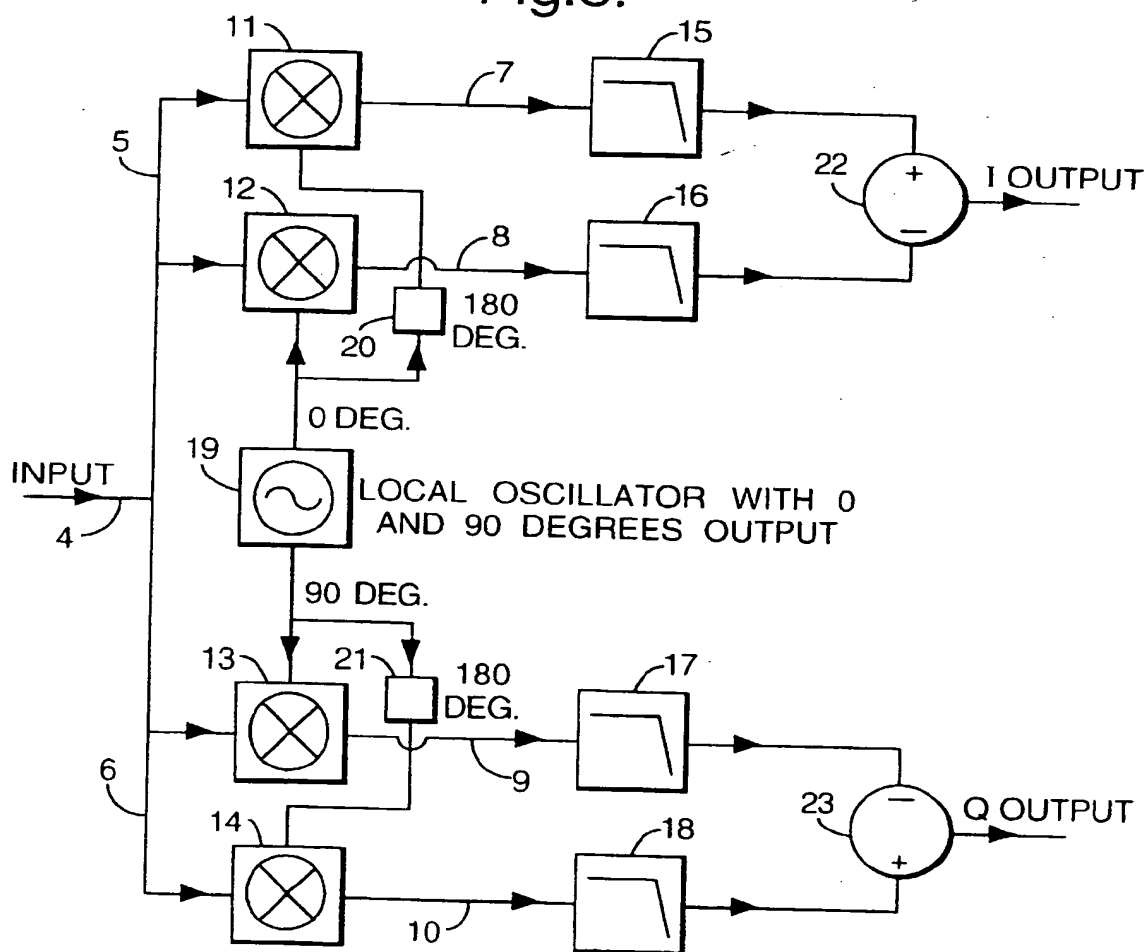 11
15
7
5
12
22
+
−
I OUTPUT
16
8
180
DEG.
20
0 DEG.
19
INPUT
4
LOCAL OSCILLATOR WITH 0
AND 90 DEGREES OUTPUT
90 DEG.
13
21
180
DEG.
17
9
6
14
23
−
+
Q OUTPUT
18
10